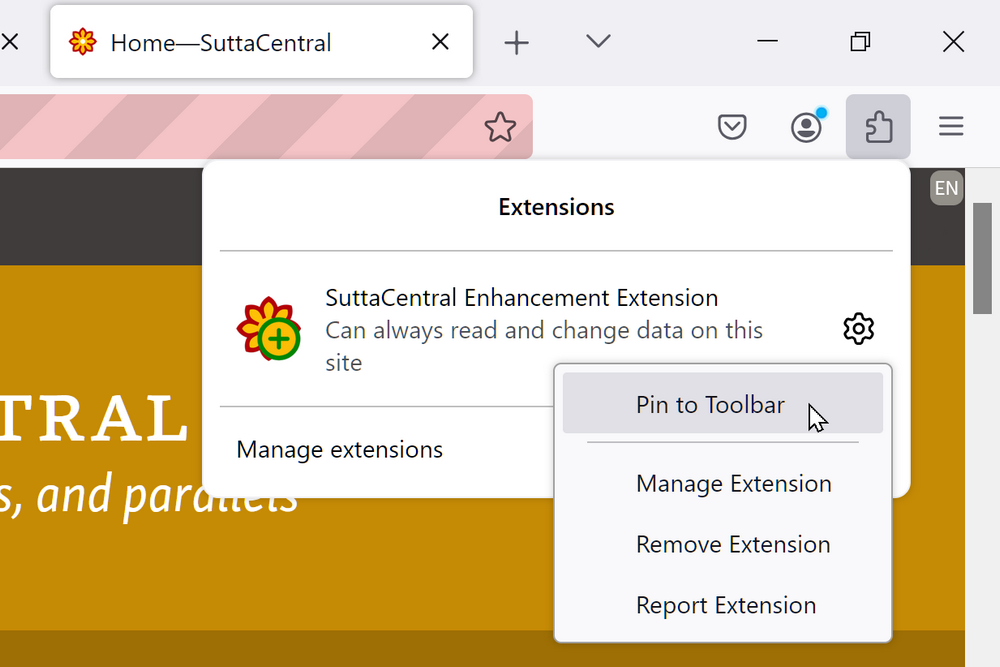 Home—SuttaCentral
EN
Extensions
SuttaCentral Enhancement Extension
Can always read and change data on this
site
Pin to Toolbar
TRAL
Manage extensions
Manage Extension
s, and parallels
Remove Extension
Report Extension